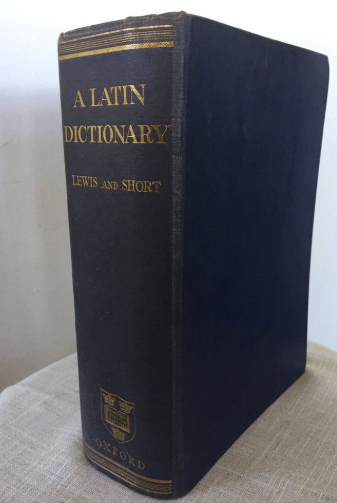 A LATIN
DICTIONARY
LEWIS AND SHORT
OXFORD